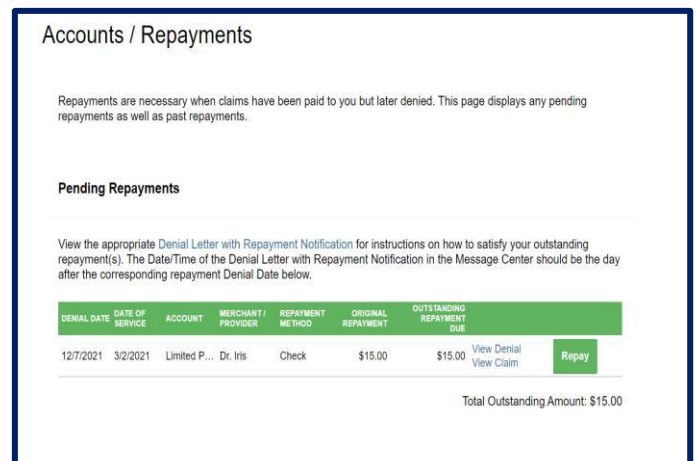 Accounts / Repayments
Repayments are necessary when claims have been paid to you but later denied. This page displays any pending
repayments as well as past repayments.
Pending Repayments
View the appropriate Denial Letter with Repayment Notification for instructions on how to satisfy your outstanding
repayment(s). The Date/Time of the Denial Letter with Repayment Notification in the Message Center should be the day
after the corresponding repayment Denial Date below.
DENIAL DATE DATE OF SERVICE ACCOUNT MERCHANT / PROVIDER REPAYMENT METHOD ORIGINAL REPAYMENT OUTSTANDING REPAYMENT DUE
12/7/2021 3/2/2021 Limited P... Dr. Iris Check $15.00 $15.00 View Denial View Claim Repay
Total Outstanding Amount: $15.00